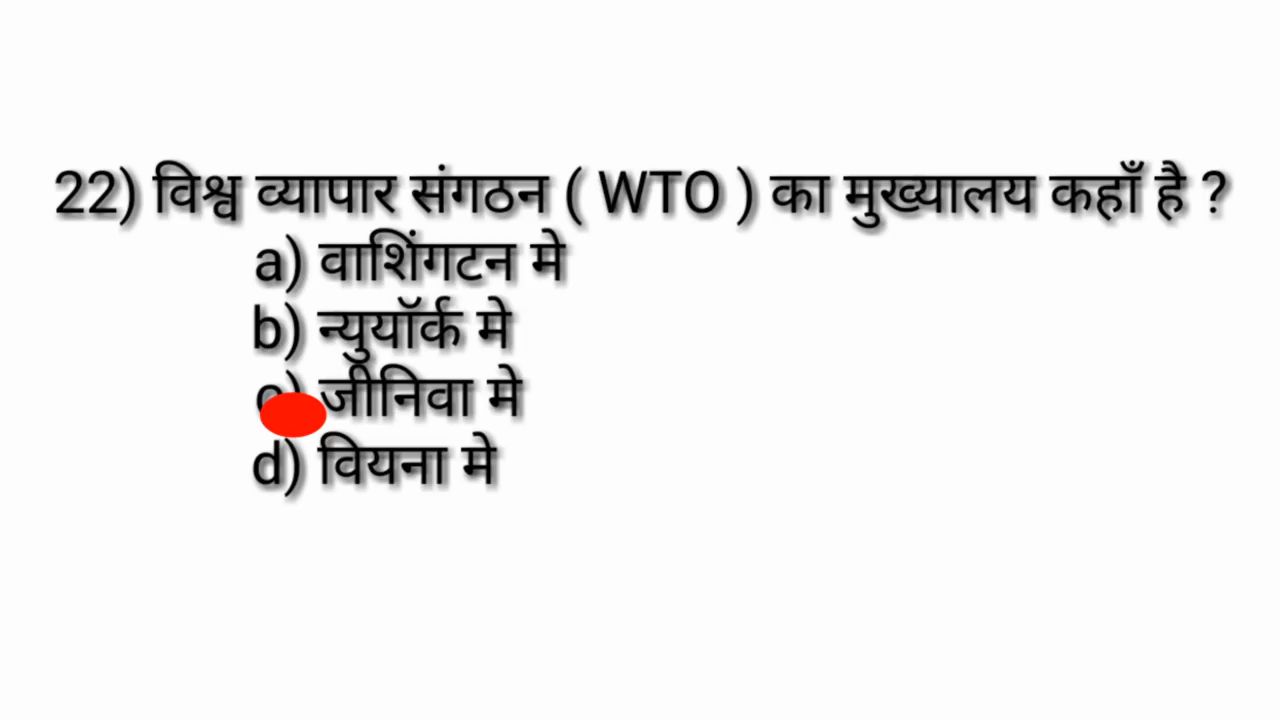 22) विश्व व्यापार संगठन ( WTO ) का मुख्यालय कहाँ है ?
a) वाशिंगटन मे
b) न्युयॉर्क मे
c) जीनिवा मे
d) वियना मे